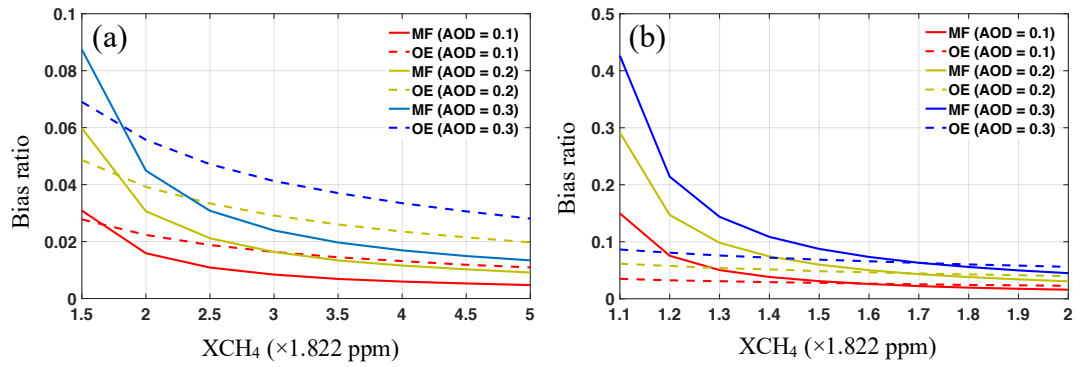 (a)
MF (AOD = 0.1)
OE (AOD = 0.1)
MF (AOD = 0.2)
OE (AOD = 0.2)
MF (AOD = 0.3)
OE (AOD = 0.3)
0.1
0.08
0.06
0.04
0.02
0
Bias ratio
1.5 2 2.5 3 3.5 4 4.5 5
XCH₄ (×1.822 ppm)
(b)
MF (AOD = 0.1)
OE (AOD = 0.1)
MF (AOD = 0.2)
OE (AOD = 0.2)
MF (AOD = 0.3)
OE (AOD = 0.3)
0.5
0.4
0.3
0.2
0.1
0
Bias ratio
1.1 1.2 1.3 1.4 1.5 1.6 1.7 1.8 1.9 2
XCH₄ (×1.822 ppm)